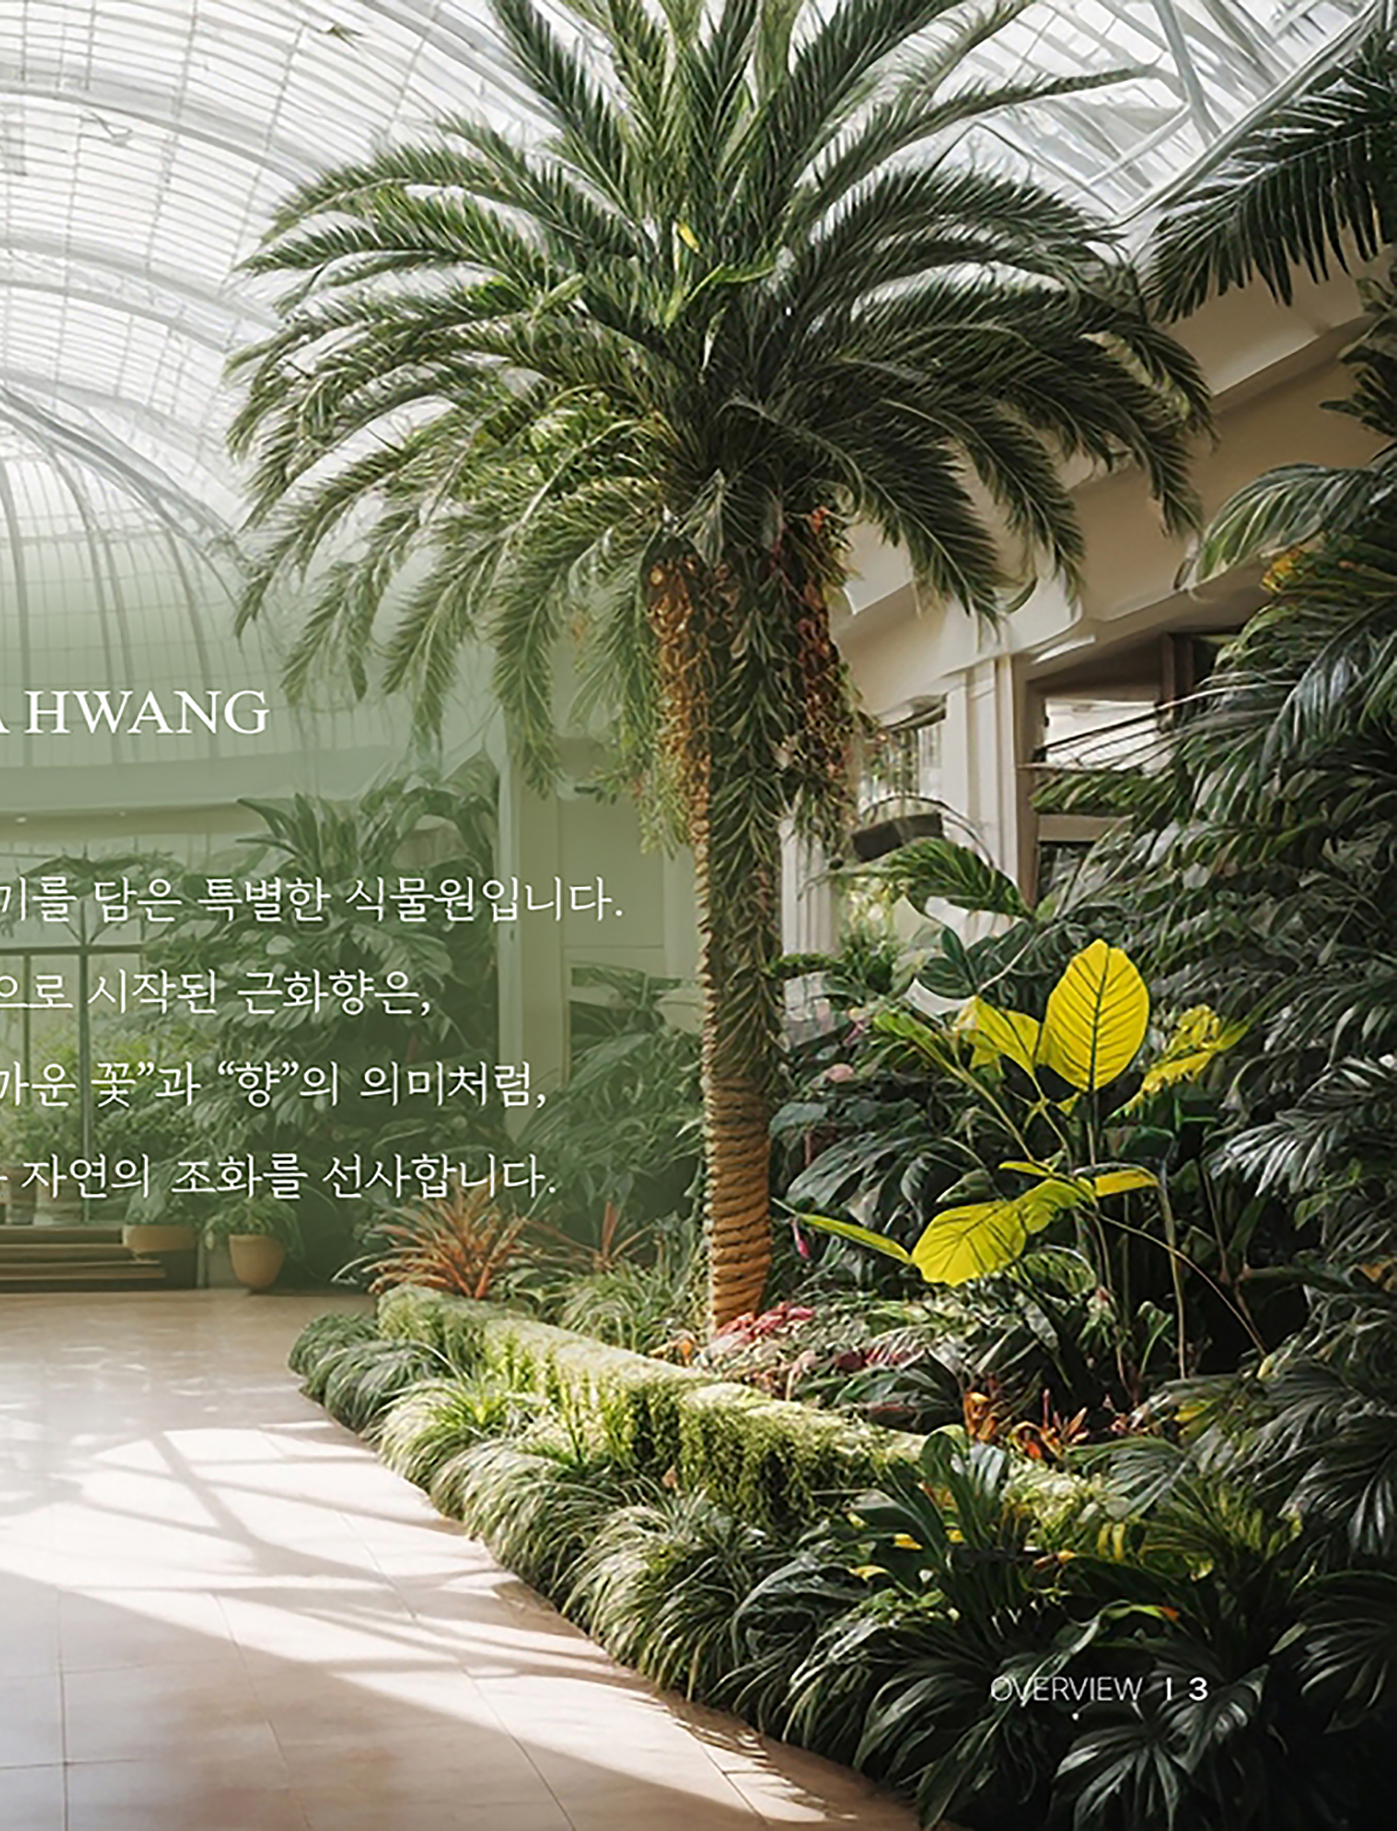 HWANG
기를 담은 특별한 식물원입니다.
으로 시작된 근화향은,
까운 꽃”과 “향”의 의미처럼,
자연의 조화를 선사합니다.
OVERVIEW | 3